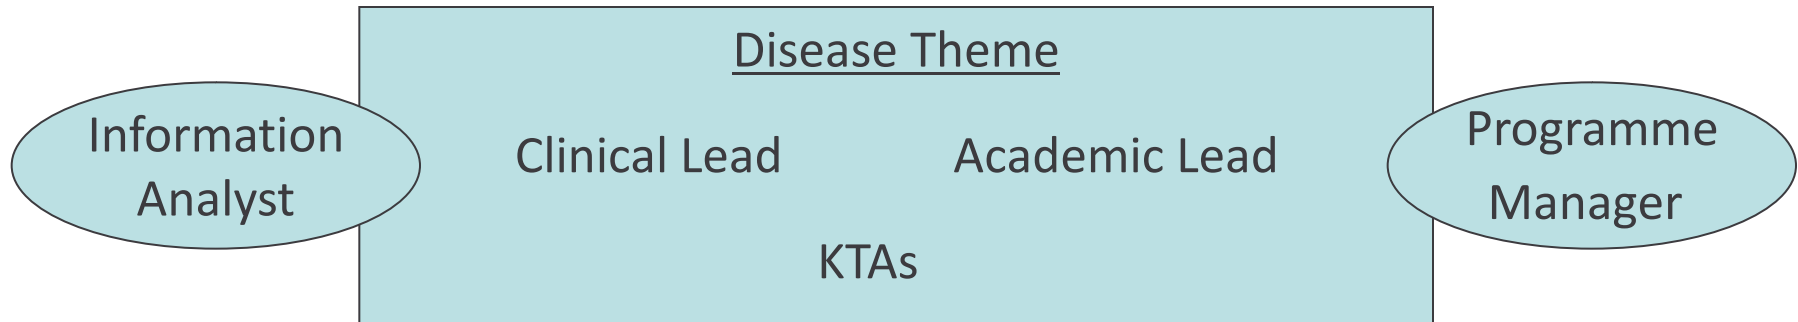 Disease Theme
Information
Analyst
Clinical Lead
Academic Lead
Programme
Manager
KTAs